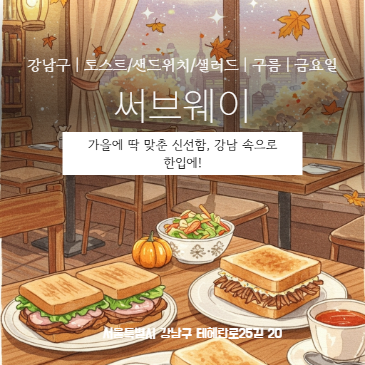 강남구 | 토스트/샌드위치/샐러드 | 구름 | 금요일
써브웨이
가을에 딱 맞춘 신선함, 강남 속으로
한입에!
서울특별시 강남구 테헤란로25길 20